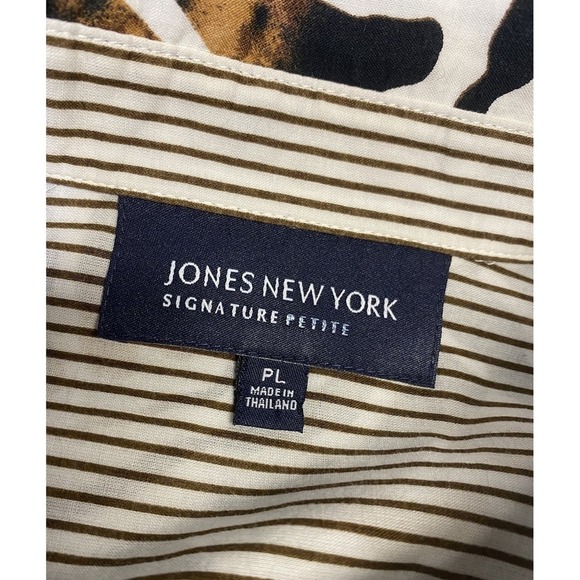 JONES NEW YORK
SIGNATURE PETITE
PL
MADE IN
THAILAND